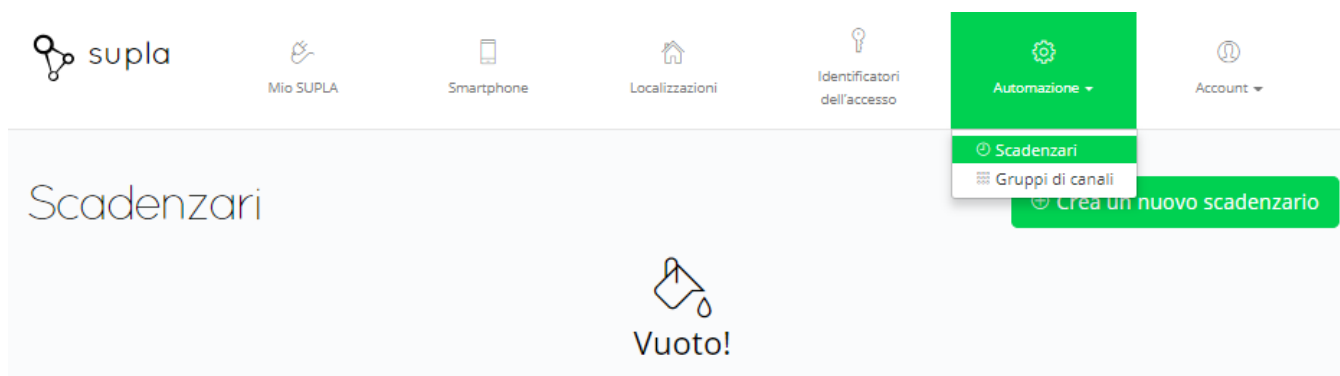 supla
Mio SUPLA
Smartphone
Localizzazioni
Identificatori
dell'accesso
Automazione
Account
Scadenzari
Gruppi di canali
Scadenzari
Crea un nuovo scadenzario
Vuoto!